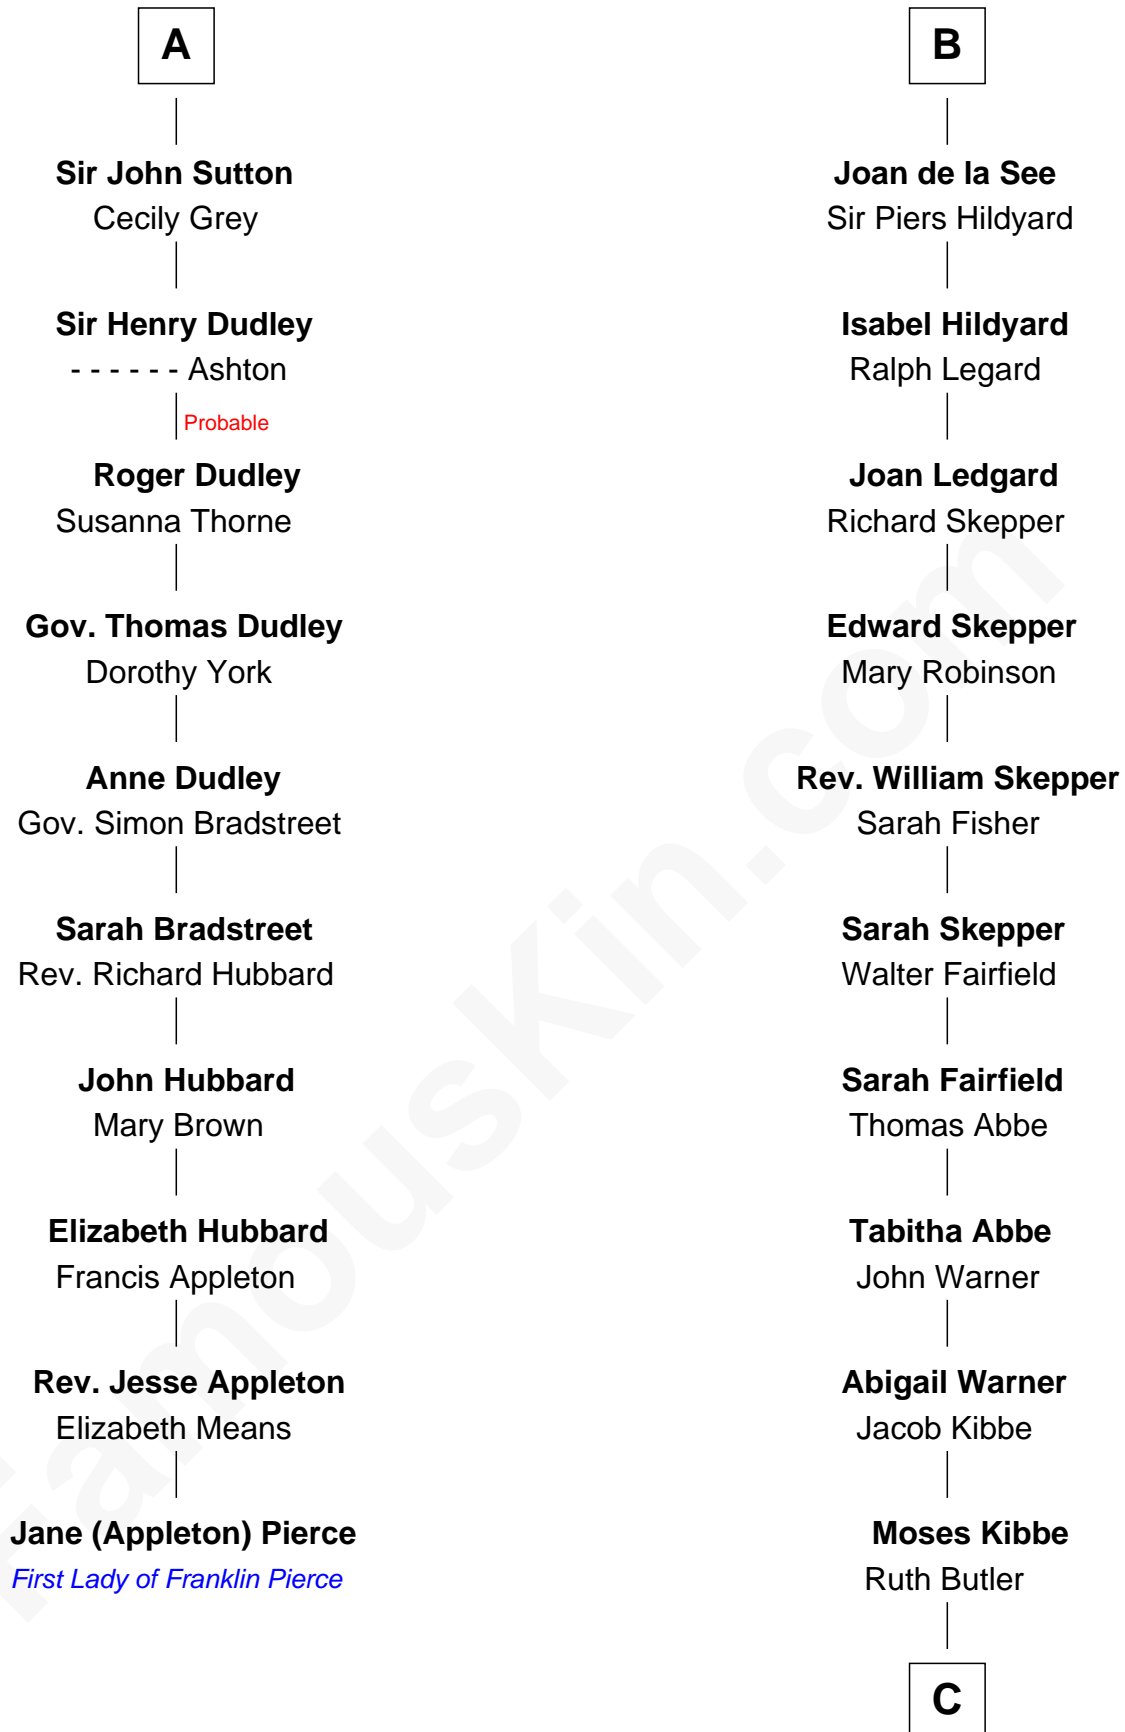 A
Sir John Sutton
Cecily Grey
Sir Henry Dudley
- - - - - - Ashton
Probable
Roger Dudley
Susanna Thorne
Gov. Thomas Dudley
Dorothy York
Anne Dudley
Gov. Simon Bradstreet
Sarah Bradstreet
Rev. Richard Hubbard
John Hubbard
Mary Brown
Elizabeth Hubbard
Francis Appleton
Rev. Jesse Appleton
Elizabeth Means
Jane (Appleton) Pierce
First Lady of Franklin Pierce
B
Joan de la See
Sir Piers Hildyard
Isabel Hildyard
Ralph Legard
Joan Ledgard
Richard Skepper
Edward Skepper
Mary Robinson
Rev. William Skepper
Sarah Fisher
Sarah Skepper
Walter Fairfield
Sarah Fairfield
Thomas Abbe
Tabitha Abbe
John Warner
Abigail Warner
Jacob Kibbe
Moses Kibbe
Ruth Butler
C
FamousKin.com